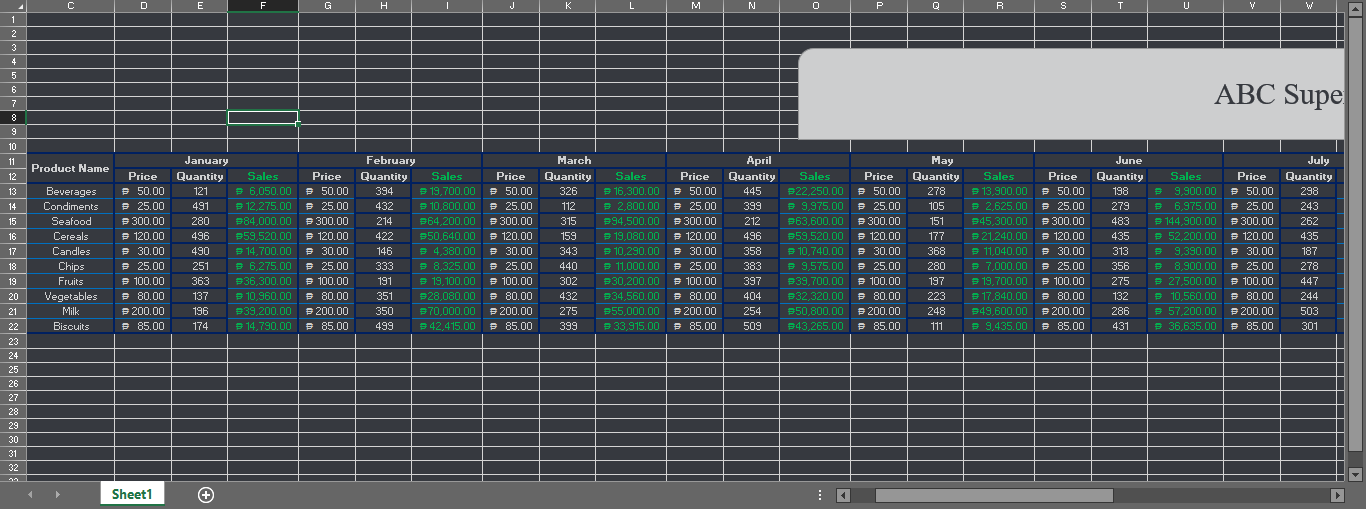 C D E F G H I J K L M N O P Q R S T U V W
1
2
3
4
5
6
7
ABC Supe
8
9
10
11 January February March April May June July
Product Name
12 Price Quantity Sales Price Quantity Sales Price Quantity Sales Price Quantity Sales Price Quantity Sales Price Quantity Sales Price Quantity
13 Beverages ₱ 50.00 121 ₱ 6,050.00 ₱ 50.00 394 ₱ 19,700.00 ₱ 50.00 326 ₱ 16,300.00 ₱ 50.00 445 ₱22,250.00 ₱ 50.00 278 ₱ 13,900.00 ₱ 50.00 198 ₱ 9,900.00 ₱ 50.00 298
14 Condiments ₱ 25.00 491 ₱ 12,275.00 ₱ 25.00 432 ₱ 10,800.00 ₱ 25.00 112 ₱ 2,800.00 ₱ 25.00 399 ₱ 9,975.00 ₱ 25.00 105 ₱ 2,625.00 ₱ 25.00 279 ₱ 6,975.00 ₱ 25.00 243
15 Seafood ₱300.00 280 ₱84,000.00 ₱300.00 214 ₱64,200.00 ₱300.00 315 ₱94,500.00 ₱300.00 212 ₱63,600.00 ₱300.00 151 ₱45,300.00 ₱300.00 483 ₱ 144,900.00 ₱300.00 262
16 Cereals ₱ 120.00 496 ₱59,520.00 ₱ 120.00 422 ₱50,640.00 ₱ 120.00 159 ₱ 19,080.00 ₱ 120.00 496 ₱59,520.00 ₱ 120.00 177 ₱ 21,240.00 ₱ 120.00 435 ₱ 52,200.00 ₱ 120.00 435
17 Candles ₱ 30.00 490 ₱ 14,700.00 ₱ 30.00 146 ₱ 4,380.00 ₱ 30.00 343 ₱ 10,290.00 ₱ 30.00 358 ₱ 10,740.00 ₱ 30.00 368 ₱ 11,040.00 ₱ 30.00 313 ₱ 9,390.00 ₱ 30.00 187
18 Chips ₱ 25.00 251 ₱ 6,275.00 ₱ 25.00 333 ₱ 8,325.00 ₱ 25.00 440 ₱ 11,000.00 ₱ 25.00 383 ₱ 9,575.00 ₱ 25.00 280 ₱ 7,000.00 ₱ 25.00 356 ₱ 8,900.00 ₱ 25.00 278
19 Fruits ₱ 100.00 363 ₱36,300.00 ₱ 100.00 191 ₱ 19,100.00 ₱ 100.00 302 ₱30,200.00 ₱ 100.00 397 ₱39,700.00 ₱ 100.00 197 ₱ 19,700.00 ₱ 100.00 275 ₱ 27,500.00 ₱ 100.00 447
20 Vegetables ₱ 80.00 137 ₱ 10,960.00 ₱ 80.00 351 ₱28,080.00 ₱ 80.00 432 ₱34,560.00 ₱ 80.00 404 ₱32,320.00 ₱ 80.00 223 ₱ 17,840.00 ₱ 80.00 132 ₱ 10,560.00 ₱ 80.00 244
21 Milk ₱200.00 196 ₱39,200.00 ₱200.00 350 ₱70,000.00 ₱200.00 275 ₱55,000.00 ₱200.00 254 ₱50,800.00 ₱200.00 248 ₱49,600.00 ₱200.00 286 ₱ 57,200.00 ₱200.00 503
22 Biscuits ₱ 85.00 174 ₱ 14,790.00 ₱ 85.00 499 ₱ 42,415.00 ₱ 85.00 399 ₱ 33,915.00 ₱ 85.00 509 ₱43,265.00 ₱ 85.00 111 ₱ 9,435.00 ₱ 85.00 431 ₱ 36,635.00 ₱ 85.00 301
23
24
25
26
27
28
29
30
31
32
Sheet1